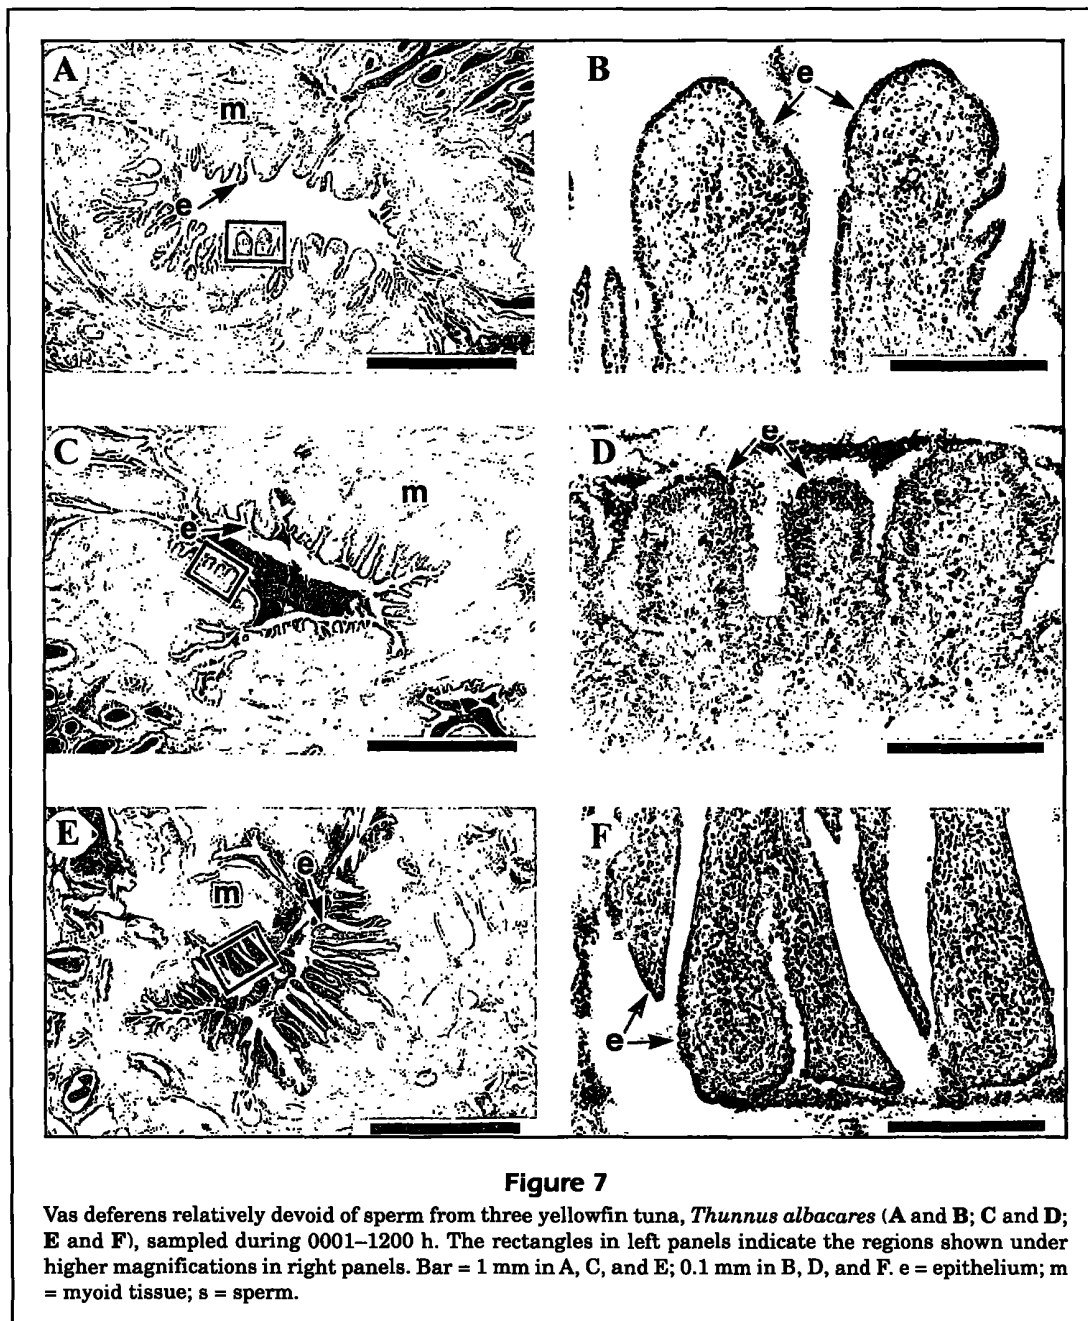 A
m
e
B
e
C
m
e
D
e
E
m
e
F
e
Figure 7
Vas deferens relatively devoid of sperm from three yellowfin tuna, Thunnus albacares (A and B; C and D;
E and F), sampled during 0001–1200 h. The rectangles in left panels indicate the regions shown under
higher magnifications in right panels. Bar = 1 mm in A, C, and E; 0.1 mm in B, D, and F. e = epithelium; m
= myoid tissue; s = sperm.